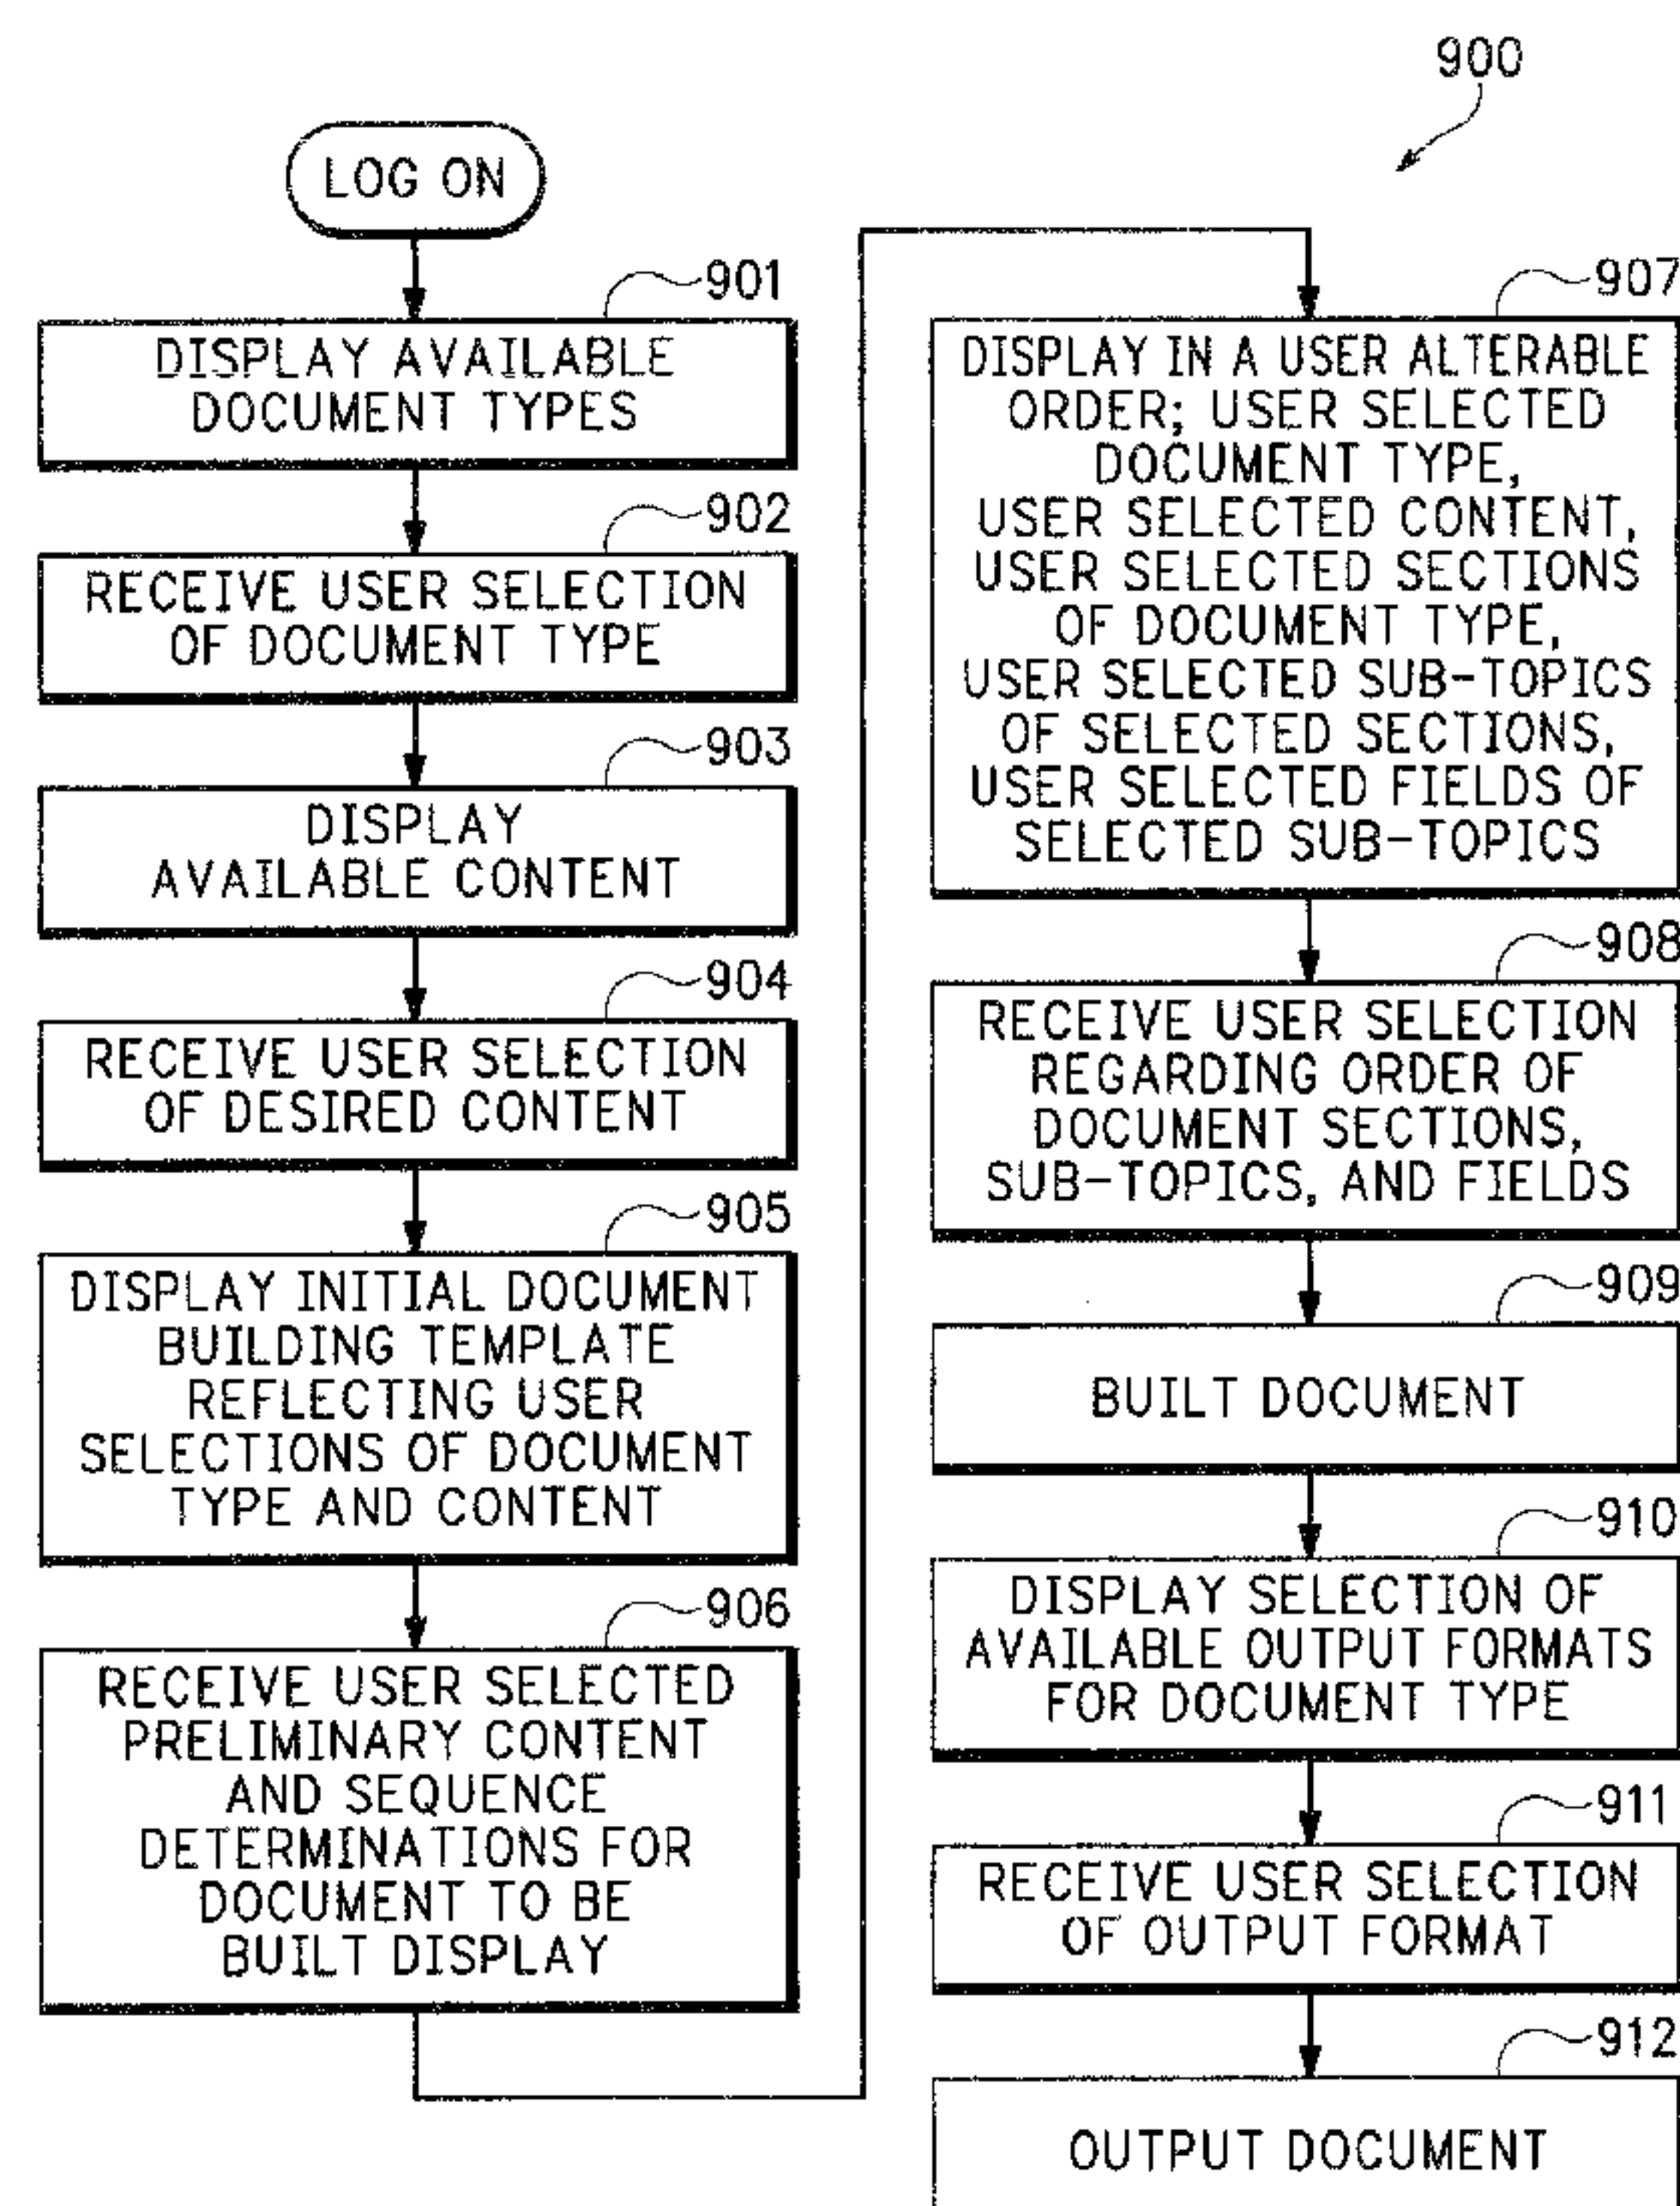 900
LOG ON
901
DISPLAY AVAILABLE
DOCUMENT TYPES
902
RECEIVE USER SELECTION
OF DOCUMENT TYPE
903
DISPLAY
AVAILABLE CONTENT
904
RECEIVE USER SELECTION
OF DESIRED CONTENT
905
DISPLAY INITIAL DOCUMENT
BUILDING TEMPLATE
REFLECTING USER
SELECTIONS OF DOCUMENT
TYPE AND CONTENT
906
RECEIVE USER SELECTED
PRELIMINARY CONTENT
AND SEQUENCE
DETERMINATIONS FOR
DOCUMENT TO BE
BUILT DISPLAY
907
DISPLAY IN A USER ALTERABLE
ORDER; USER SELECTED
DOCUMENT TYPE,
USER SELECTED CONTENT,
USER SELECTED SECTIONS
OF DOCUMENT TYPE,
USER SELECTED SUB-TOPICS
OF SELECTED SECTIONS,
USER SELECTED FIELDS OF
SELECTED SUB-TOPICS
908
RECEIVE USER SELECTION
REGARDING ORDER OF
DOCUMENT SECTIONS,
SUB-TOPICS, AND FIELDS
909
BUILT DOCUMENT
910
DISPLAY SELECTION OF
AVAILABLE OUTPUT FORMATS
FOR DOCUMENT TYPE
911
RECEIVE USER SELECTION
OF OUTPUT FORMAT
912
OUTPUT DOCUMENT